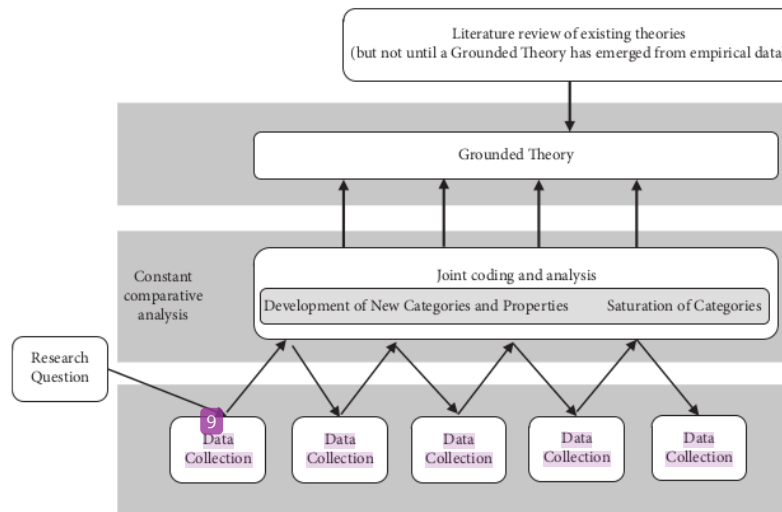 Literature review of existing theories
(but not until a Grounded Theory has emerged from empirical data
Grounded Theory
Constant
comparative
analysis
Joint coding and analysis
Development of New Categories and Properties
Saturation of Categories
Research
Question
9
Data
Collection
Data
Collection
Data
Collection
Data
Collection
Data
Collection